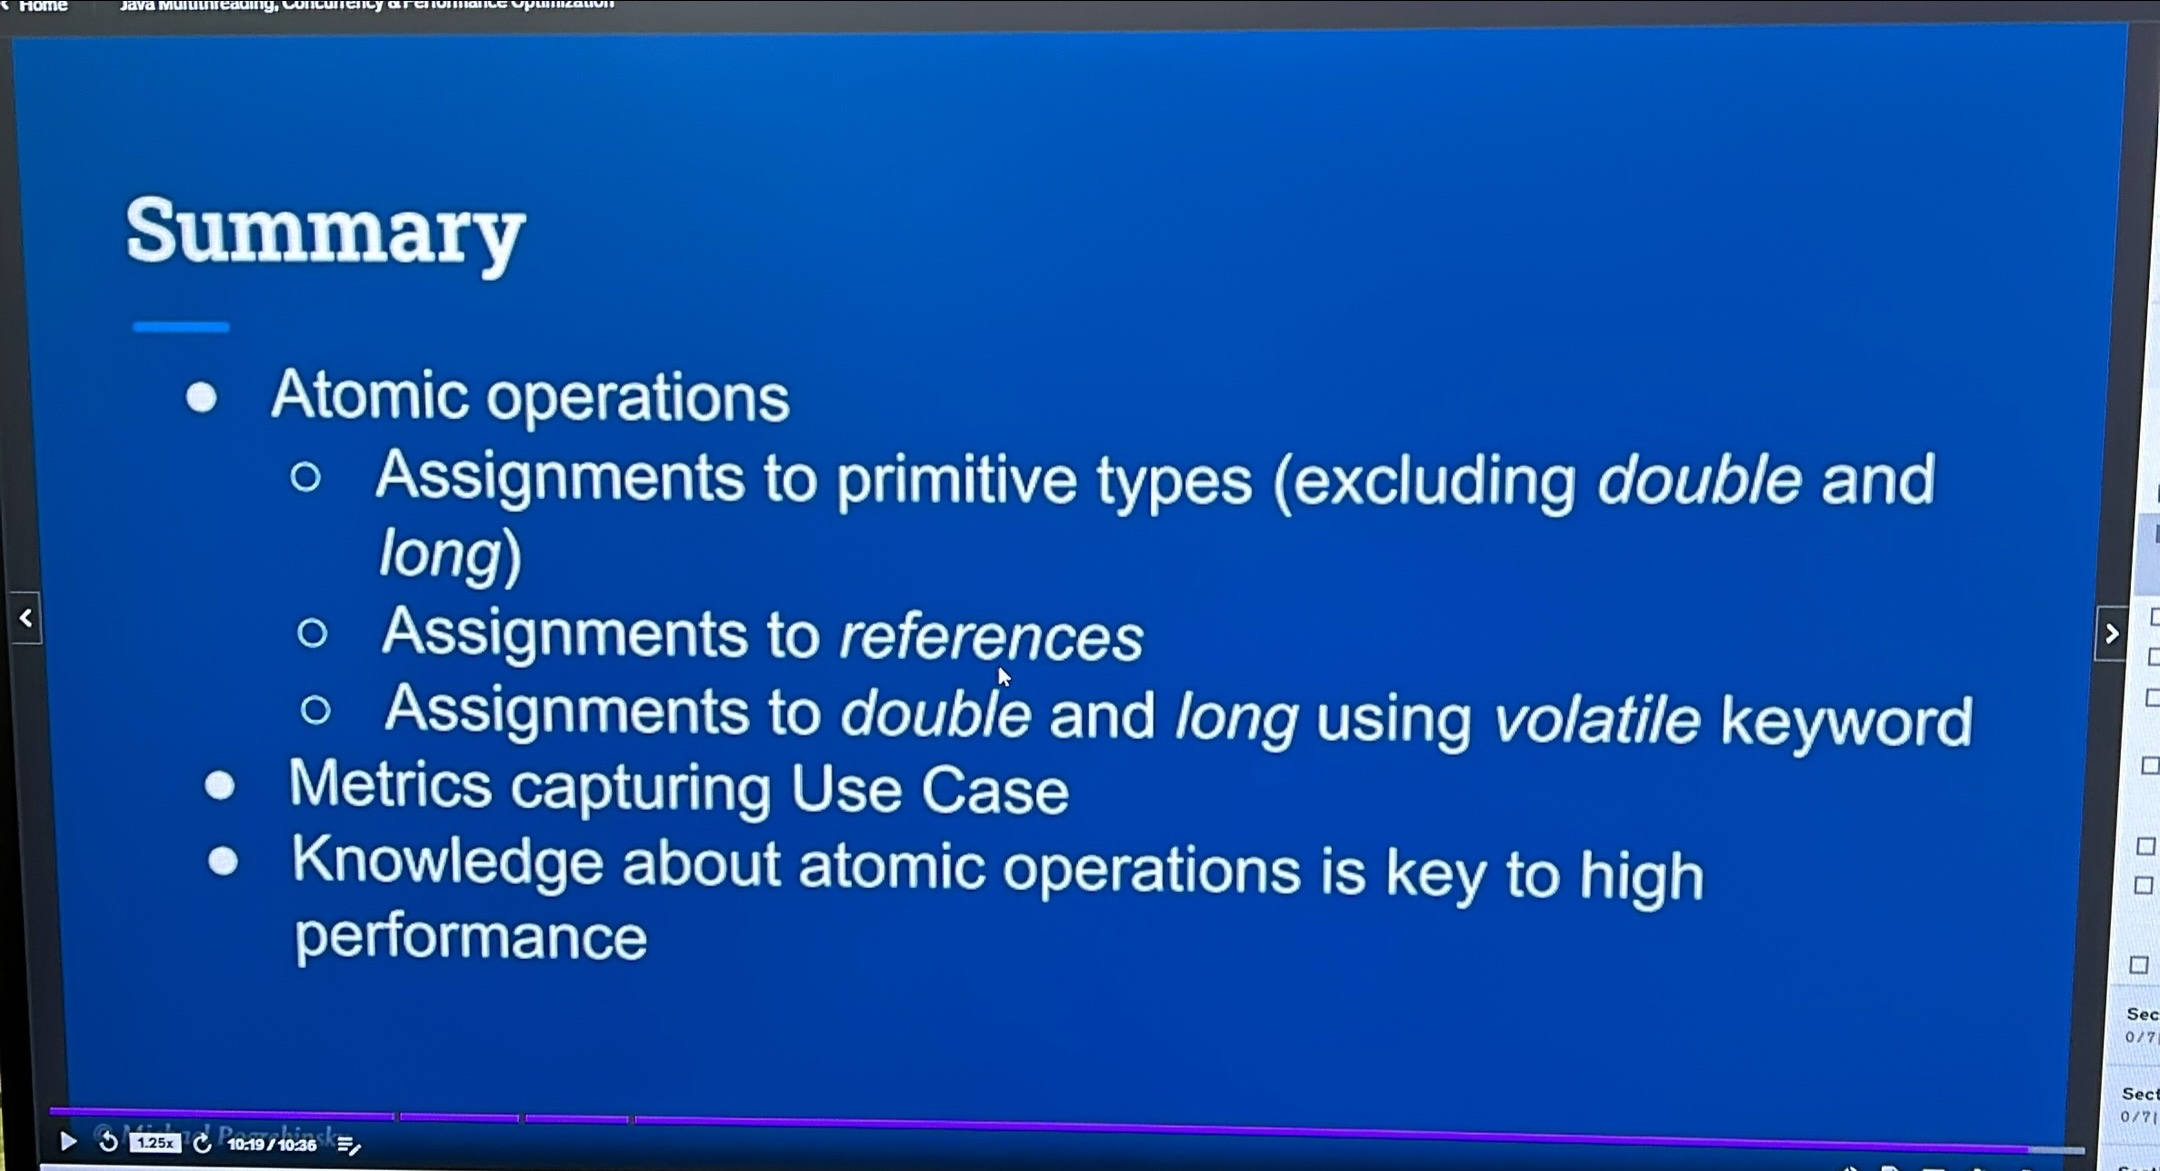 Home
Java Multithreading, Concurrency & Performance Optimization
Summary
Atomic operations
Assignments to primitive types (excluding double and
long)
Assignments to references
Assignments to double and long using volatile keyword
Metrics capturing Use Case
Knowledge about atomic operations is key to high
performance
1.25x
10:19 / 10:36
Sec
0/7
Sect
0/7